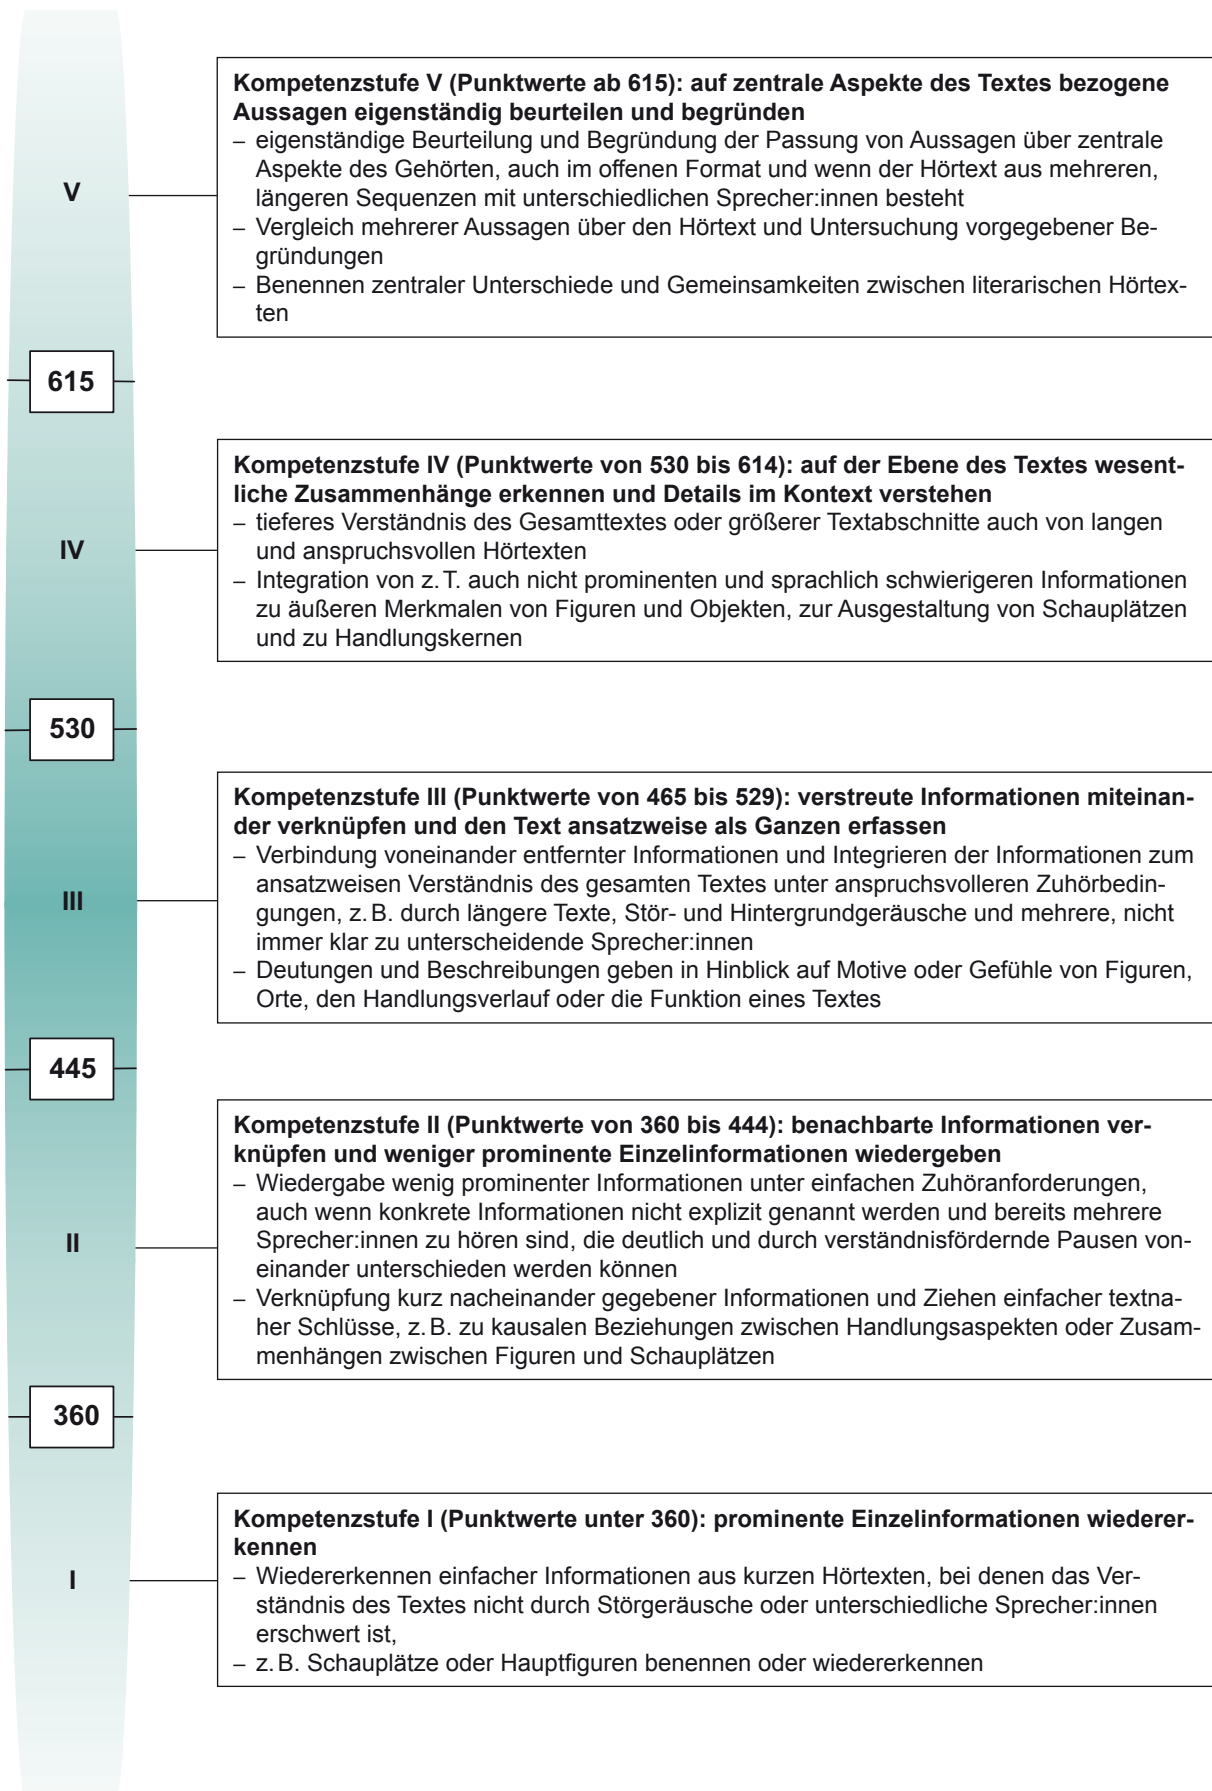 Kompetenzstufe V (Punktwerte ab 615): auf zentrale Aspekte des Textes bezogene
Aussagen eigenständig beurteilen und begründen
– eigenständige Beurteilung und Begründung der Passung von Aussagen über zentrale
Aspekte des Gehörten, auch im offenen Format und wenn der Hörtext aus mehreren,
längeren Sequenzen mit unterschiedlichen Sprecher:innen besteht
– Vergleich mehrerer Aussagen über den Hörtext und Untersuchung vorgegebener Be-
gründungen
– Benennen zentraler Unterschiede und Gemeinsamkeiten zwischen literarischen Hörtex-
ten
V
615
Kompetenzstufe IV (Punktwerte von 530 bis 614): auf der Ebene des Textes wesent-
liche Zusammenhänge erkennen und Details im Kontext verstehen
– tieferes Verständnis des Gesamttextes oder größerer Textabschnitte auch von langen
und anspruchsvollen Hörtexten
– Integration von z. T. auch nicht prominenten und sprachlich schwierigeren Informationen
zu äußeren Merkmalen von Figuren und Objekten, zur Ausgestaltung von Schauplätzen
und zu Handlungskernen
IV
530
Kompetenzstufe III (Punktwerte von 465 bis 529): verstreute Informationen miteinan-
der verknüpfen und den Text ansatzweise als Ganzen erfassen
– Verbindung voneinander entfernter Informationen und Integrieren der Informationen zum
ansatzweisen Verständnis des gesamten Textes unter anspruchsvolleren Zuhörbedin-
gungen, z. B. durch längere Texte, Stör- und Hintergrundgeräusche und mehrere, nicht
immer klar zu unterscheidende Sprecher:innen
– Deutungen und Beschreibungen geben in Hinblick auf Motive oder Gefühle von Figuren,
Orte, den Handlungsverlauf oder die Funktion eines Textes
III
445
Kompetenzstufe II (Punktwerte von 360 bis 444): benachbarte Informationen ver-
knüpfen und weniger prominente Einzelinformationen wiedergeben
– Wiedergabe wenig prominenter Informationen unter einfachen Zuhöranforderungen,
auch wenn konkrete Informationen nicht explizit genannt werden und bereits mehrere
Sprecher:innen zu hören sind, die deutlich und durch verständnisfördernde Pausen von-
einander unterschieden werden können
– Verknüpfung kurz nacheinander gegebener Informationen und Ziehen einfacher textna-
her Schlüsse, z. B. zu kausalen Beziehungen zwischen Handlungsaspekten oder Zusam-
menhängen zwischen Figuren und Schauplätzen
II
360
Kompetenzstufe I (Punktwerte unter 360): prominente Einzelinformationen wiederer-
kennen
– Wiedererkennen einfacher Informationen aus kurzen Hörtexten, bei denen das Ver-
ständnis des Textes nicht durch Störgeräusche oder unterschiedliche Sprecher:innen
erschwert ist,
– z. B. Schauplätze oder Hauptfiguren benennen oder wiedererkennen
I